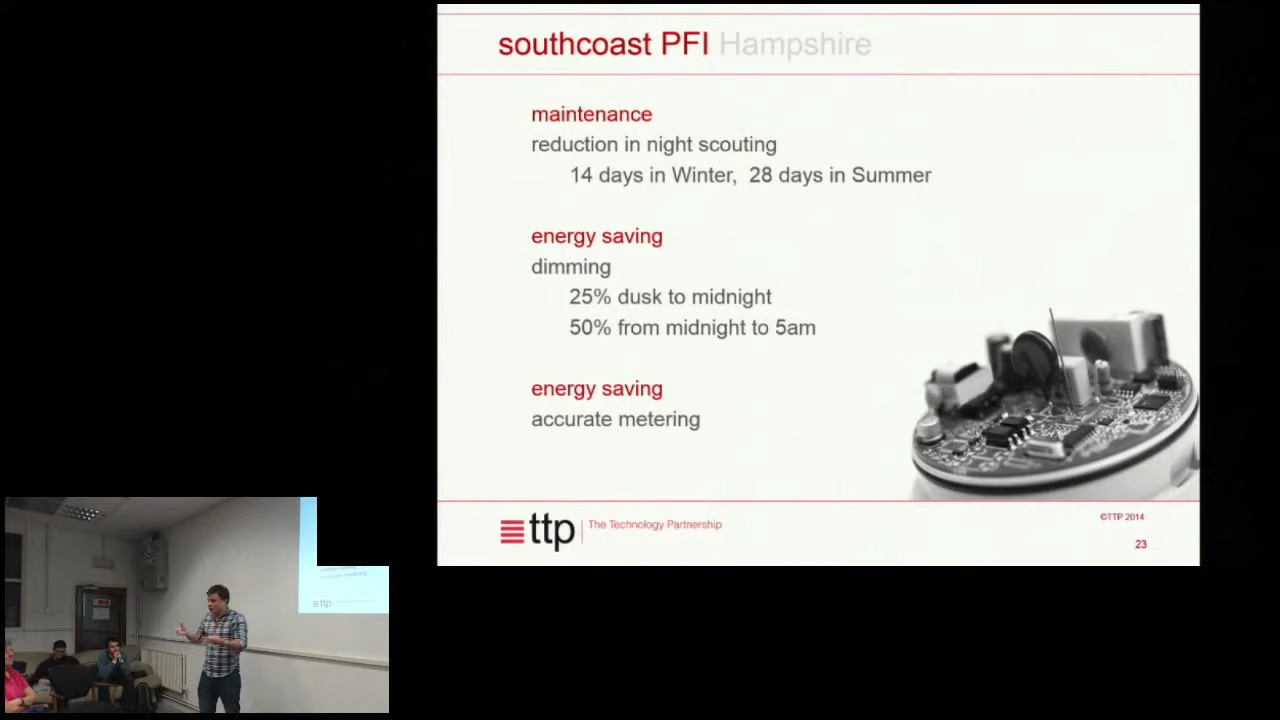 southcoast PFI Hampshire
maintenance
reduction in night scouting
14 days in Winter, 28 days in Summer
energy saving
dimming
25% dusk to midnight
50% from midnight to 5am
energy saving
accurate metering
ttp The Technology Partnership
©TTP 2014
23
ttp